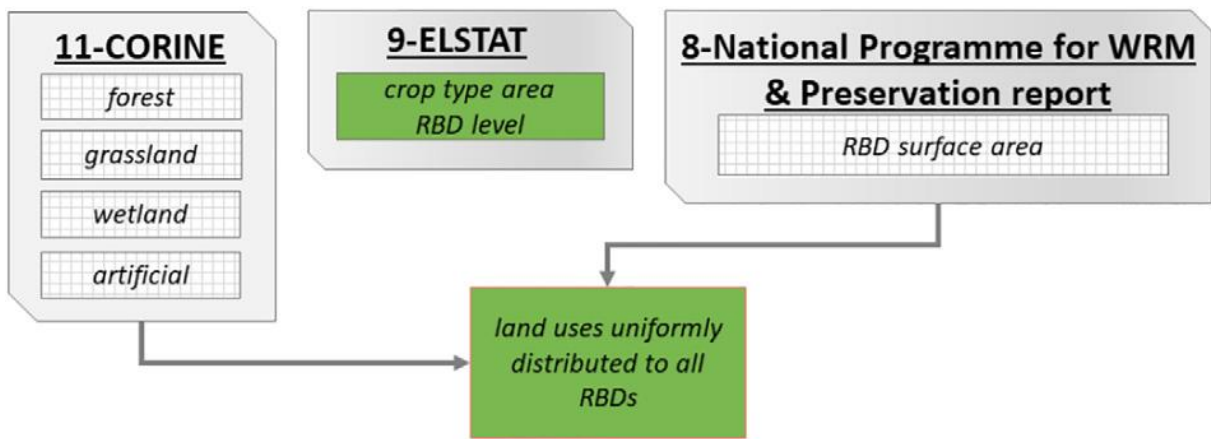 11-CORINE
forest
grassland
wetland
artificial
9-ELSTAT
crop type area
RBD level
8-National Programme for WRM
& Preservation report
RBD surface area
land uses uniformly
distributed to all
RBDs